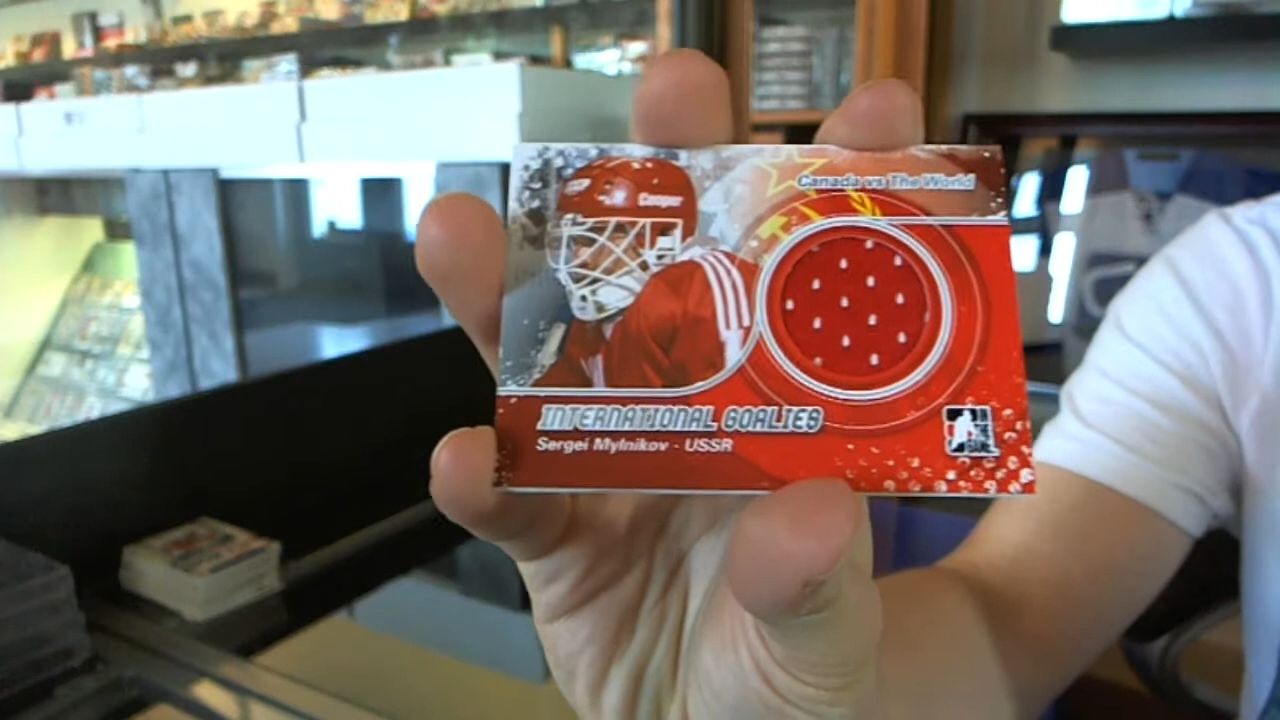 Cooper
Canada vs The World
INTERNATIONAL GOALIES
Sergei Mylnikov - USSR